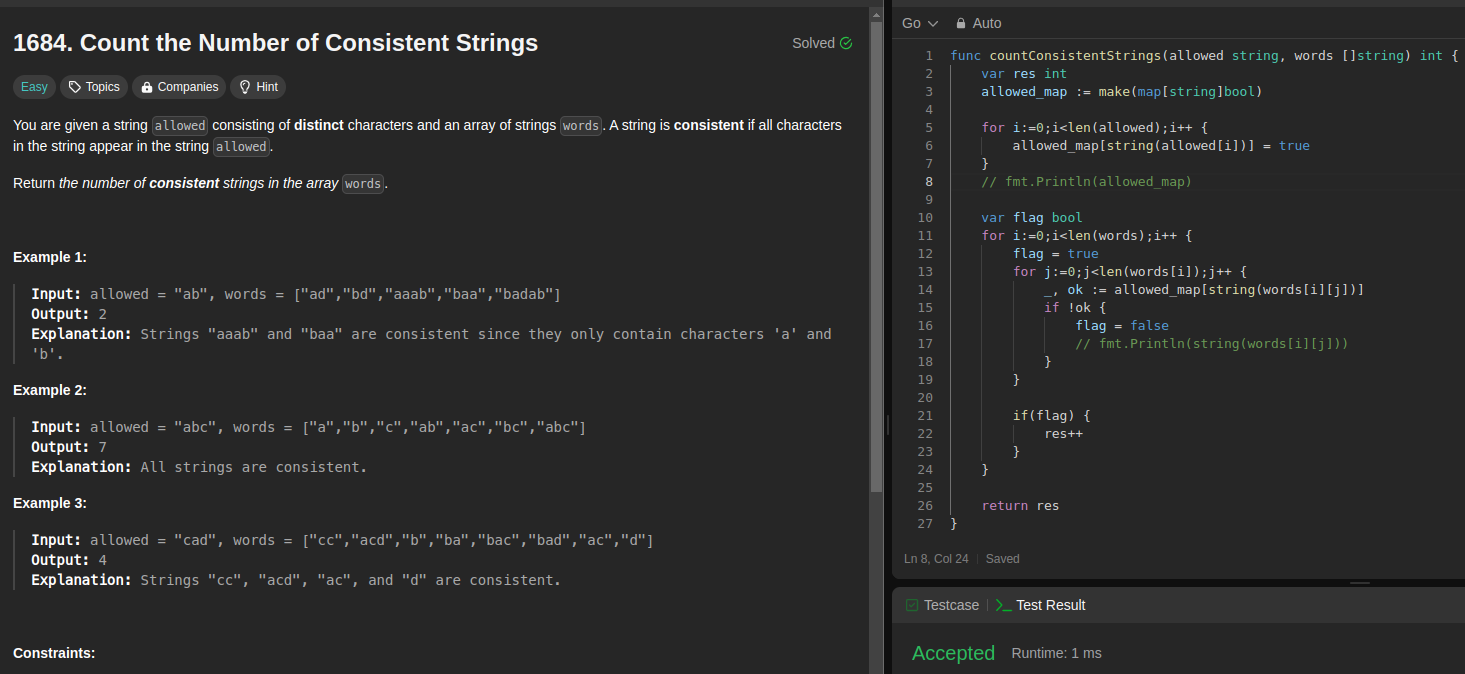 1684. Count the Number of Consistent Strings
Solved
Easy
Topics
Companies
Hint
You are given a string allowed consisting of distinct characters and an array of strings words. A string is consistent if all characters
in the string appear in the string allowed.
Return the number of consistent strings in the array words.
Example 1:
Input: allowed = "ab", words = ["ad","bd","aaab","baa","badab"]
Output: 2
Explanation: Strings "aaab" and "baa" are consistent since they only contain characters 'a' and
'b'.
Example 2:
Input: allowed = "abc", words = ["a","b","c","ab","ac","bc","abc"]
Output: 7
Explanation: All strings are consistent.
Example 3:
Input: allowed = "cad", words = ["cc","acd","b","ba","bac","bad","ac","d"]
Output: 4
Explanation: Strings "cc", "acd", "ac", and "d" are consistent.
Constraints:
Go
Auto
1 func countConsistentStrings(allowed string, words []string) int {
2     var res int
3     allowed_map := make(map[string]bool)
4
5     for i:=0;i<len(allowed);i++ {
6         allowed_map[string(allowed[i])] = true
7     }
8     // fmt.Println(allowed_map)
9
10     var flag bool
11     for i:=0;i<len(words);i++ {
12         flag = true
13         for j:=0;j<len(words[i]);j++ {
14             _, ok := allowed_map[string(words[i][j])]
15             if !ok {
16                 flag = false
17                 // fmt.Println(string(words[i][j]))
18             }
19         }
20
21         if(flag) {
22             res++
23         }
24     }
25
26     return res
27 }
Ln 8, Col 24
Saved
Testcase
Test Result
Accepted
Runtime: 1 ms